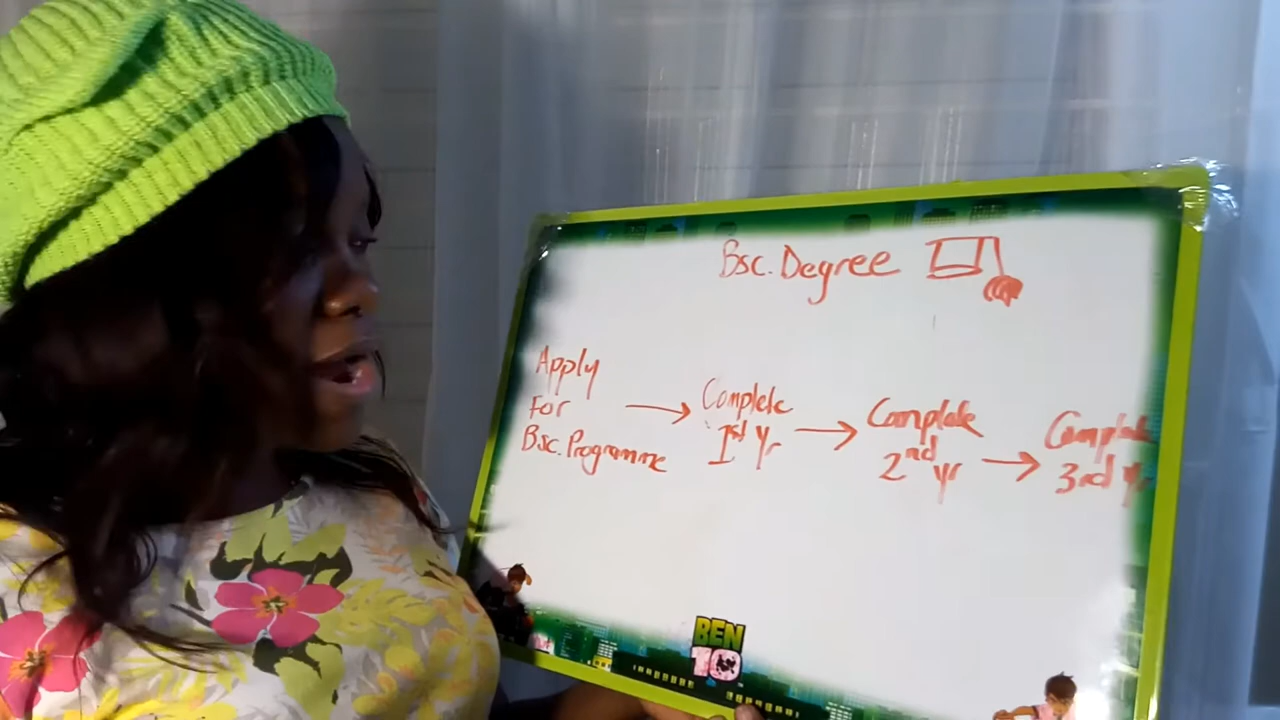 Bsc. Degree
Apply
For
Bsc. Programme
Complete
1st Yr
Complete
2nd yr
Complete
3rd Yr
BEN
10